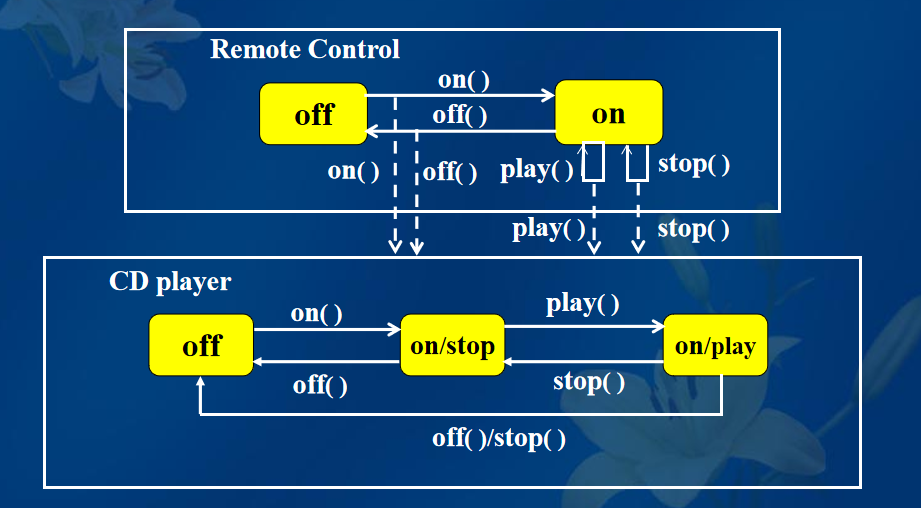 Remote Control
on( )
off
off( )
on
on( )
off( )
play( )
stop( )
play( )
stop( )
CD player
on( )
play( )
off
on/stop
on/play
off( )
stop( )
off( )/stop( )